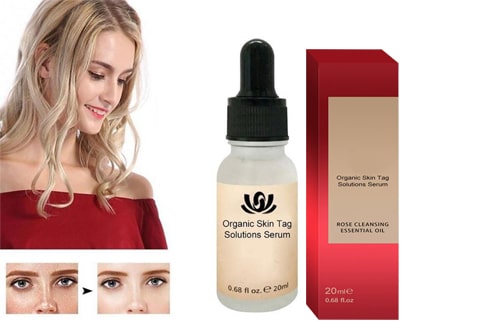 Organic Skin Tag
Solutions Serum
0.68 fl oz. ℮ 20ml
Organic Skin Tag
Solutions Serum
ROSE CLEANSING
ESSENTIAL OIL
20ml℮
0.68 fl.oz